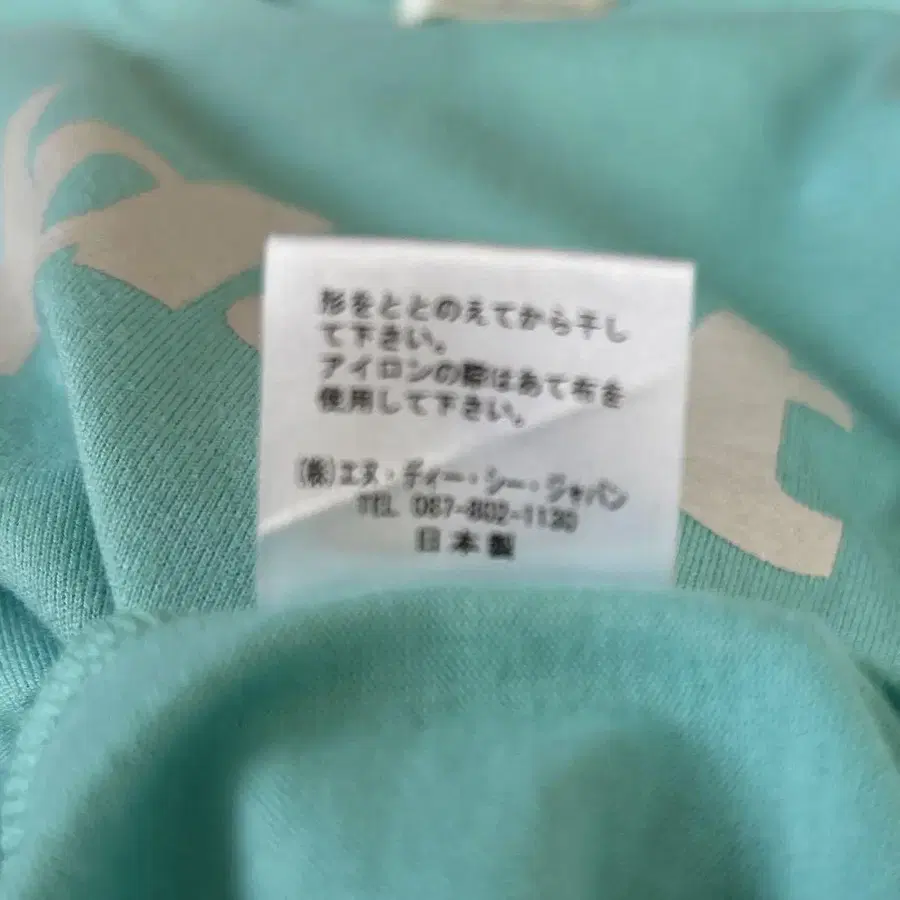 形をととのえてから干し
て下さい。
アイロンの際はあて布を
使用して下さい。
(株)エヌ・ディー・シー・ジャパン
TEL 087-802-1130
日本製